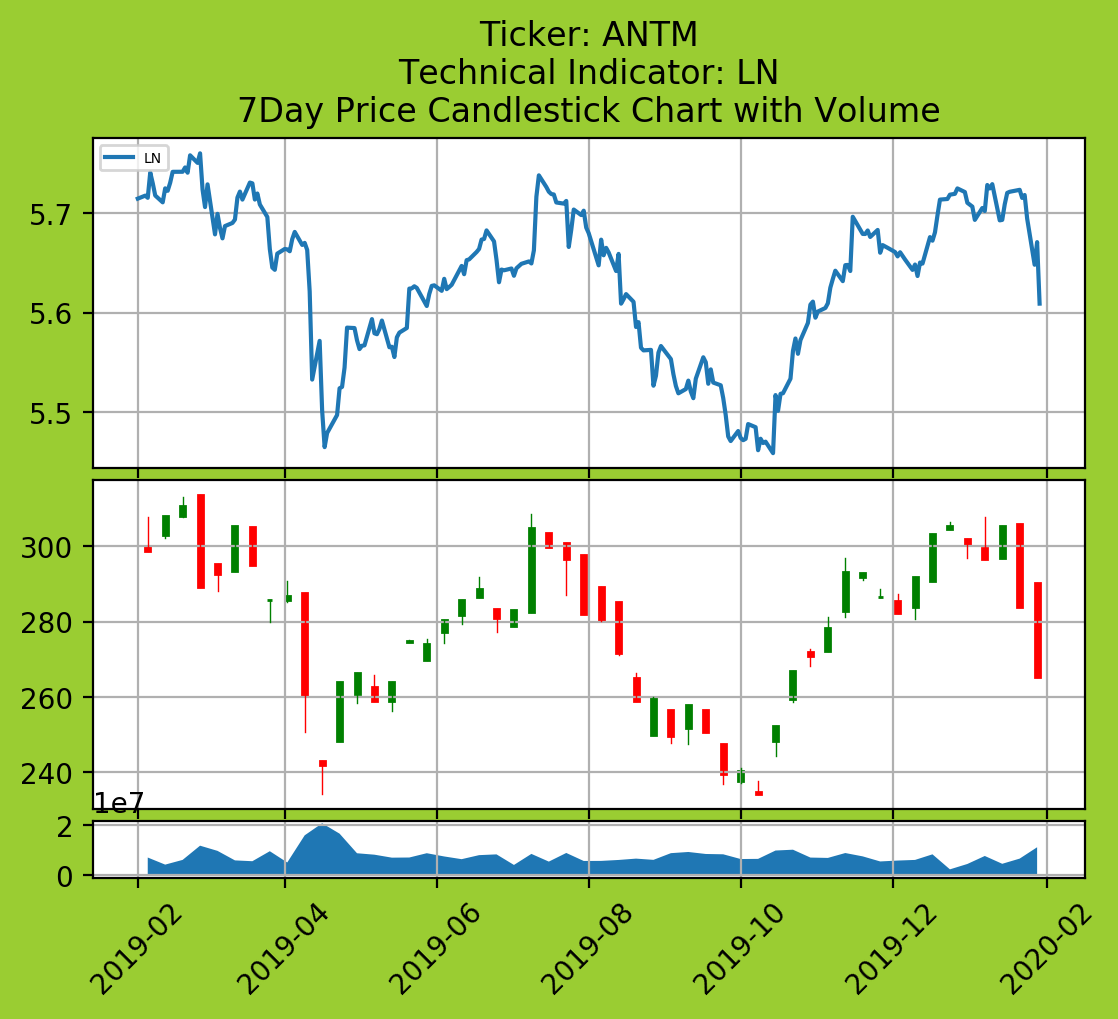 Ticker: ANTM
Technical Indicator: LN
7Day Price Candlestick Chart with Volume
LN
5.7
5.6
5.5
300
280
260
240
1e7
2
0
2019-02 2019-04 2019-06 2019-08 2019-10 2019-12 2020-02